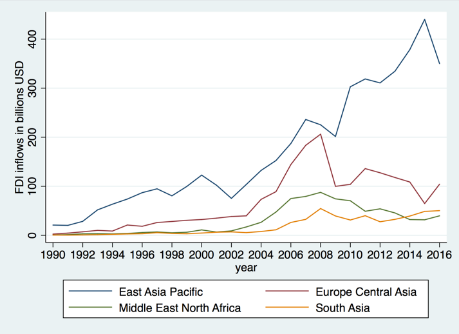 FDI inflows in billions USD
400
300
200
100
0
1990 1992 1994 1996 1998 2000 2002 2004 2006 2008 2010 2012 2014 2016
year
East Asia Pacific Europe Central Asia
Middle East North Africa South Asia